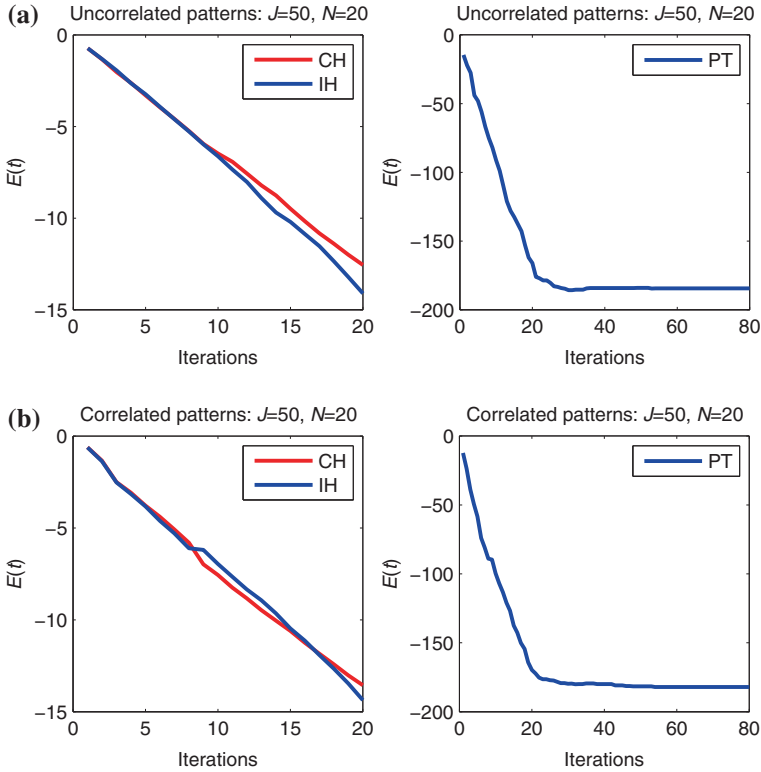 (a)
Uncorrelated patterns: J=50, N=20
0
−5
−10
−15
E(t)
0 5 10 15 20
Iterations
CH
IH
Uncorrelated patterns: J=50, N=20
0
−50
−100
−150
−200
E(t)
0 20 40 60 80
Iterations
PT
(b)
Correlated patterns: J=50, N=20
0
−5
−10
−15
E(t)
0 5 10 15 20
Iterations
CH
IH
Correlated patterns: J=50, N=20
0
−50
−100
−150
−200
E(t)
0 20 40 60 80
Iterations
PT